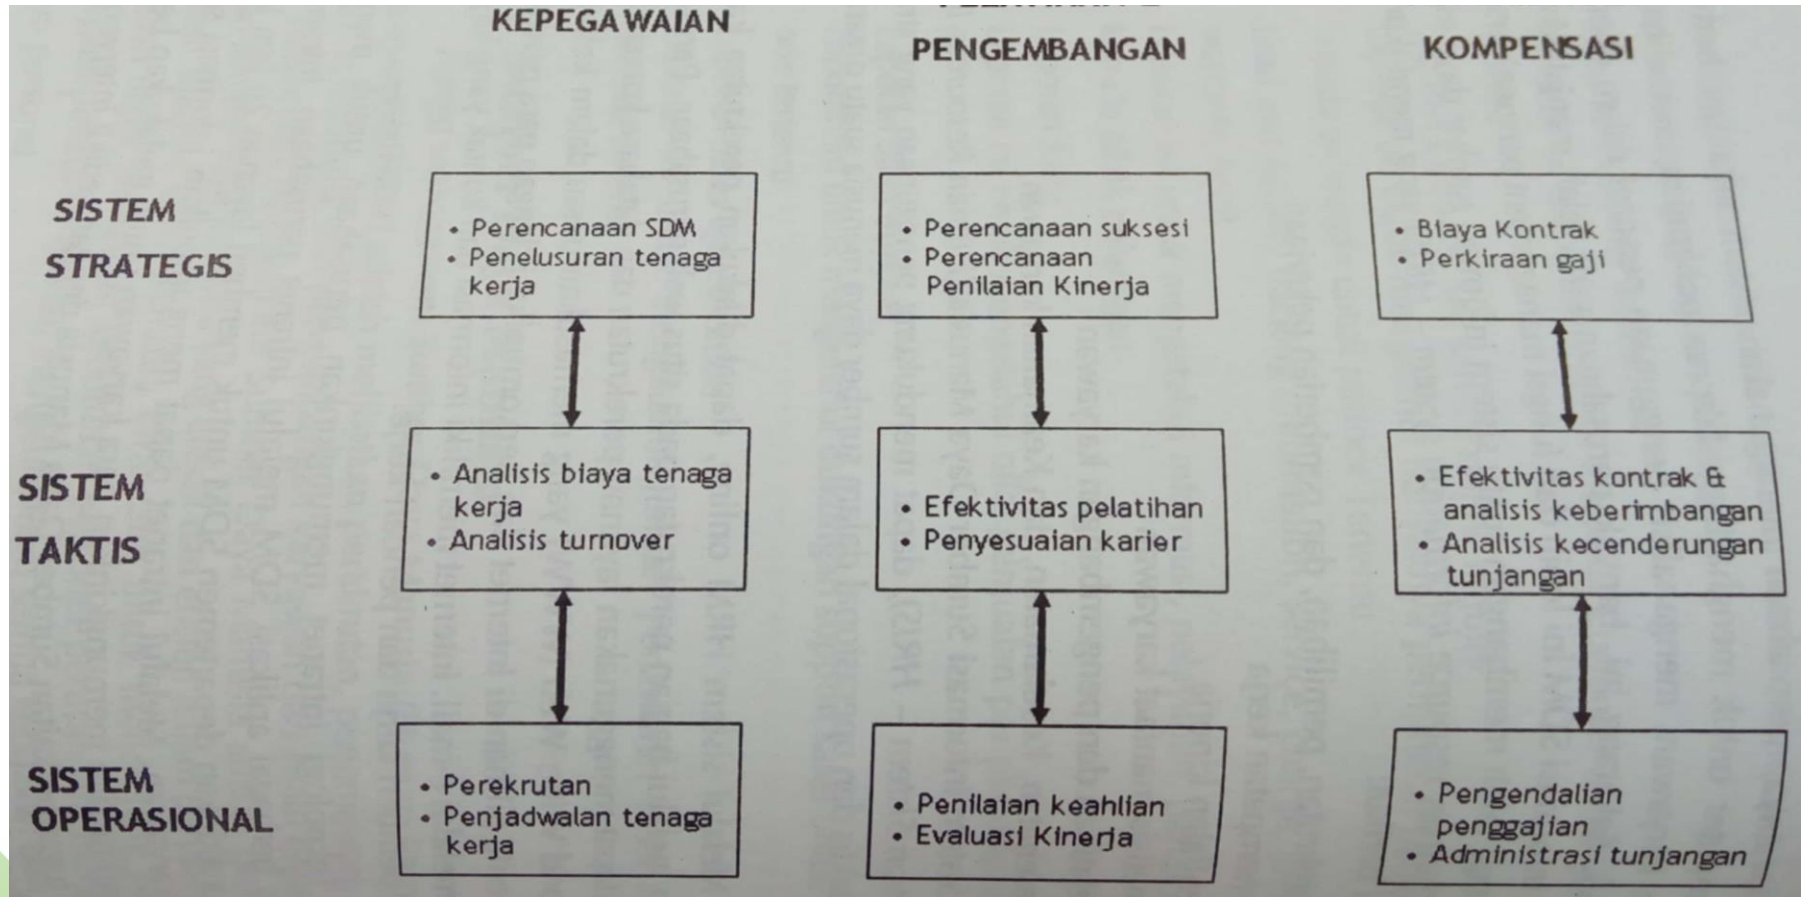 KEPEGAWAIAN
PENGEMBANGAN
KOMPENSASI
SISTEM
STRATEGIS
• Perencanaan SDM
• Penelusuran tenaga
kerja
• Perencanaan suksesi
• Perencanaan
Penilaian Kinerja
• Biaya Kontrak
• Perkiraan gaji
SISTEM
TAKTIS
• Analisis biaya tenaga
kerja
• Analisis turnover
• Efektivitas pelatihan
• Penyesuaian karier
• Efektivitas kontrak &
analisis keberimbangan
• Analisis kecenderungan
tunjangan
SISTEM
OPERASIONAL
• Perekrutan
• Penjadwalan tenaga
kerja
• Penilaian keahlian
• Evaluasi Kinerja
• Pengendalian
penggajian
• Administrasi tunjangan